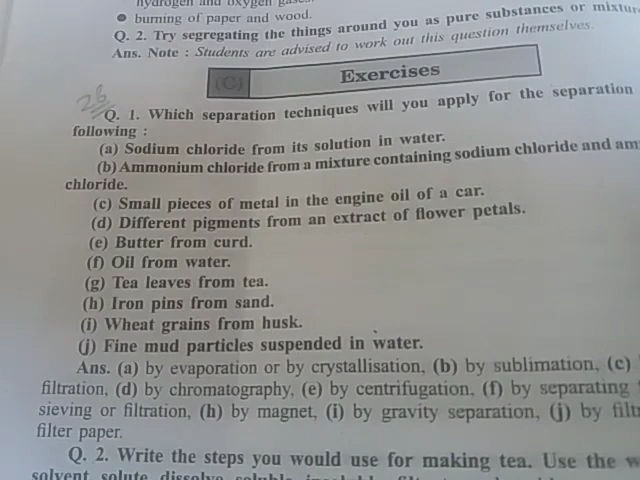 hydrogen and oxygen gases.
● burning of paper and wood.
Q. 2. Try segregating the things around you as pure substances or
Ans. Note : Students are advised to work out this question themselves.
(C) Exercises
28
Q. 1. Which separation techniques will you apply for the separation
following :
(a) Sodium chloride from its solution in water.
(b) Ammonium chloride from a mixture containing sodium chloride and
chloride.
(c) Small pieces of metal in the engine oil of a car.
(d) Different pigments from an extract of flower petals.
(e) Butter from curd.
(f) Oil from water.
(g) Tea leaves from tea.
(h) Iron pins from sand.
(i) Wheat grains from husk.
(j) Fine mud particles suspended in water.
Ans. (a) by evaporation or by crystallisation, (b) by sublimation, (c)
filtration, (d) by chromatography, (e) by centrifugation, (f) by separating
sieving or filtration, (h) by magnet, (i) by gravity separation, (j) by
filter paper.
Q. 2. Write the steps you would use for making tea. Use the
solvent, solute, dissolve, soluble,